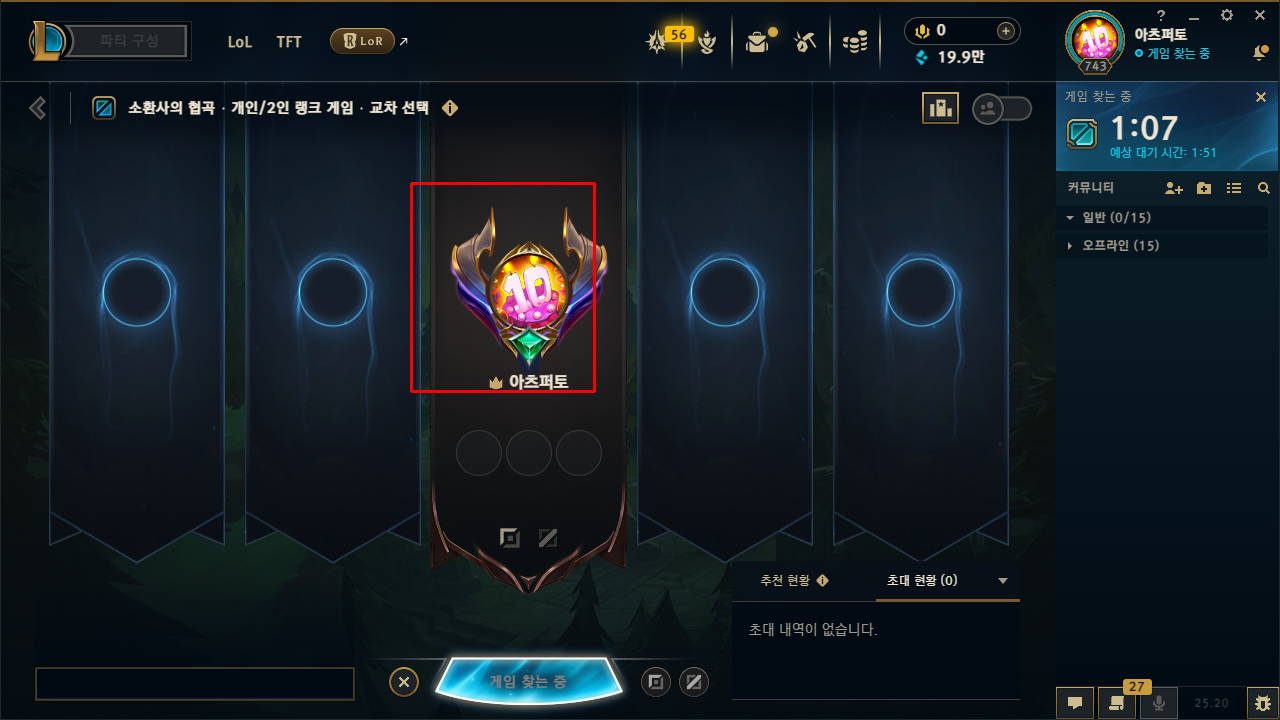 파티 구성
LoL
TFT
LoR
56
0
19.9만
743
아츠퍼토
게임 찾는 중
소환사의 협곡 · 개인/2인 랭크 게임 · 교차 선택
게임 찾는 중
1:07
예상 대기 시간: 1:51
커뮤니티
일반 (0/15)
오프라인 (15)
10
아츠퍼토
추천 현황
초대 현황 (0)
초대 내역이 없습니다.
게임 찾는 중
27
25.20